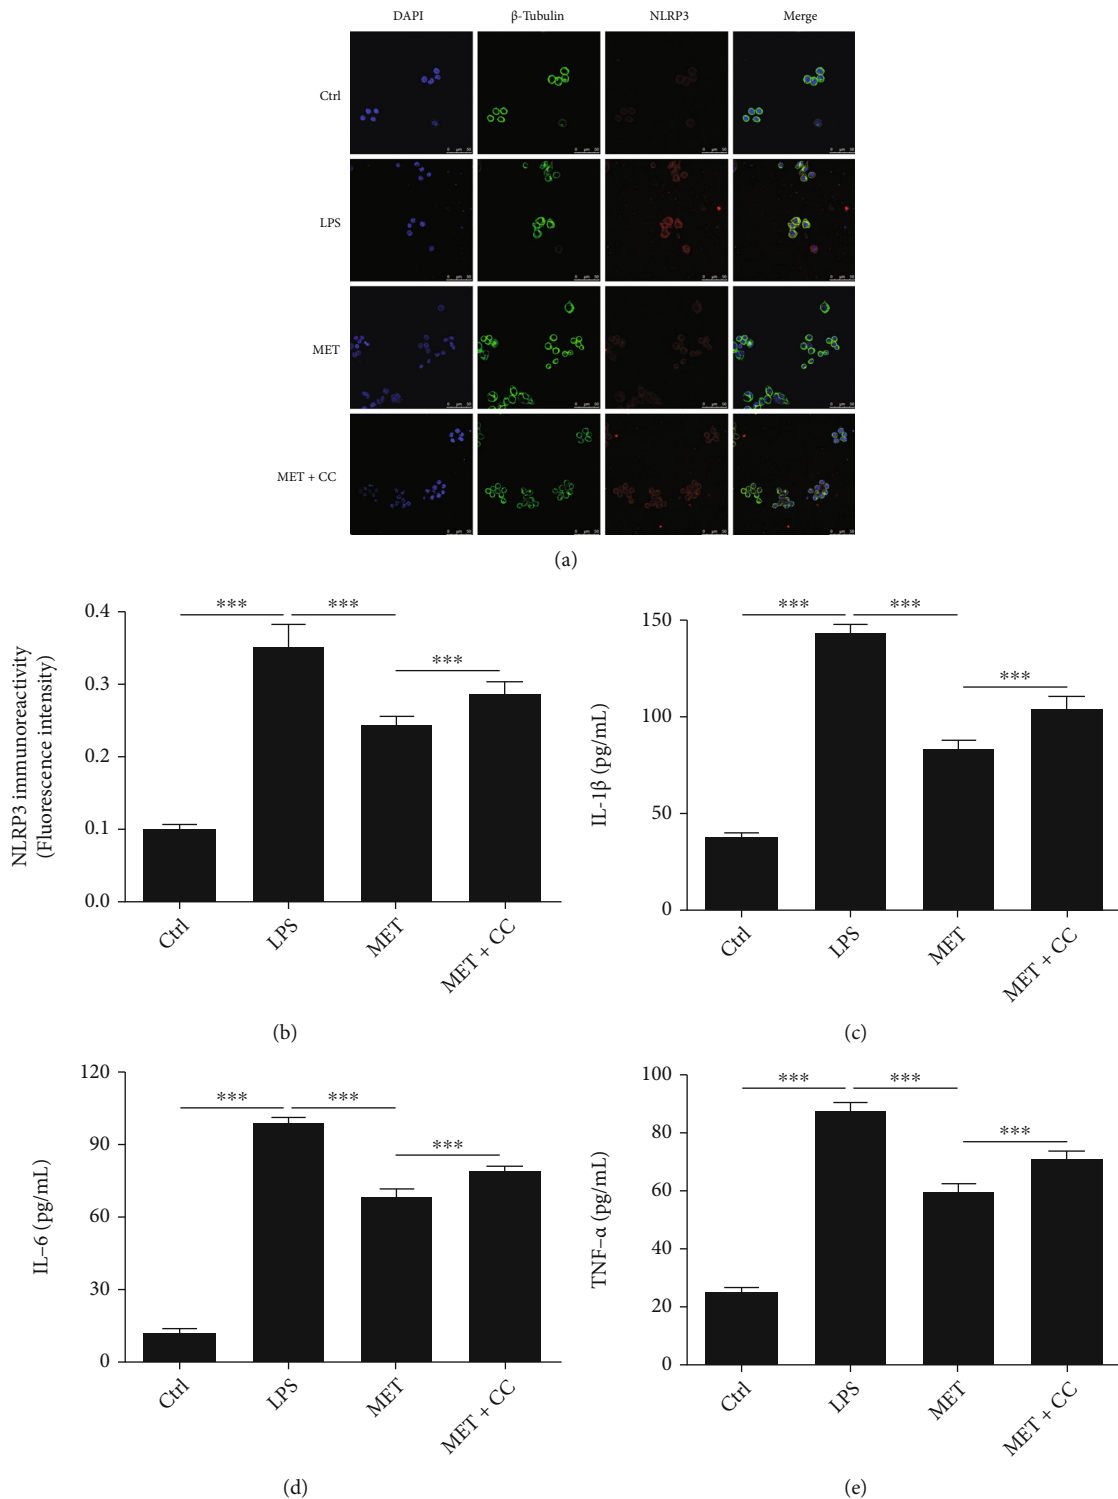 DAPI β-Tubulin NLRP3 Merge
Ctrl
LPS
MET
MET + CC
(a)
NLRP3 immunoreactivity
(Fluorescence intensity)
0.4
0.3
0.2
0.1
0.0
*** ***
***
Ctrl LPS MET MET + CC
(b)
IL-1β (pg/mL)
150
100
50
0
*** ***
***
Ctrl LPS MET MET + CC
(c)
IL–6 (pg/mL)
120
90
60
30
0
*** ***
***
Ctrl LPS MET MET + CC
(d)
TNF–α (pg/mL)
100
80
60
40
20
0
*** ***
***
Ctrl LPS MET MET + CC
(e)